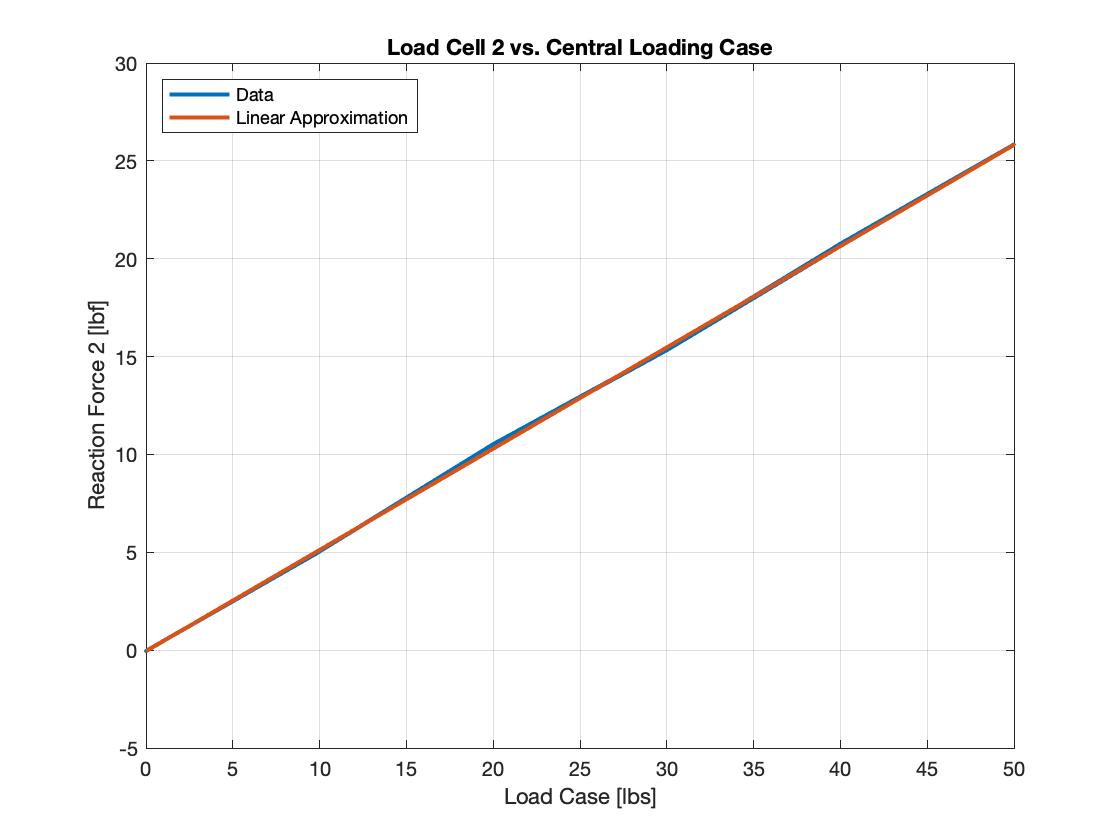 Load Cell 2 vs. Central Loading Case
Data
Linear Approximation
30
25
20
15
10
5
0
-5
Reaction Force 2 [lbf]
0 5 10 15 20 25 30 35 40 45 50
Load Case [lbs]